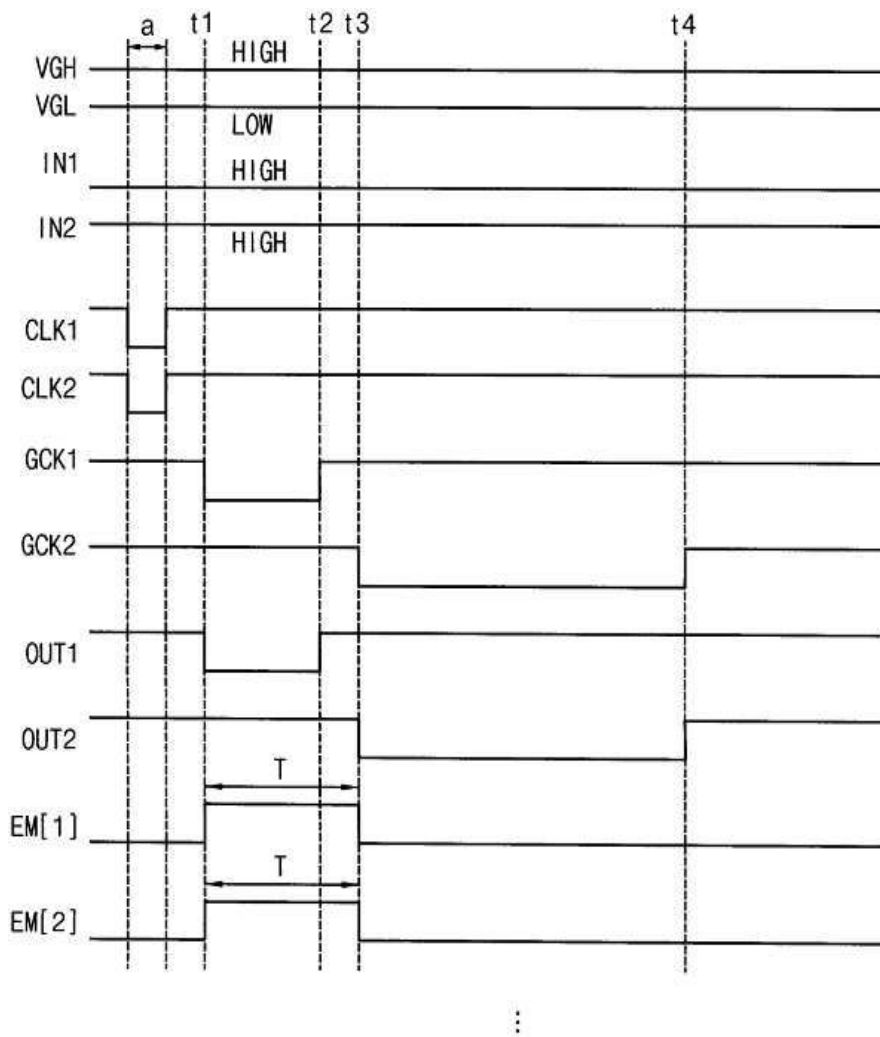 a t1 t2 t3 t4
VGH HIGH
VGL LOW
IN1 HIGH
IN2 HIGH
CLK1
CLK2
GCK1
GCK2
OUT1
OUT2
T
EM[1]
T
EM[2]
⋮